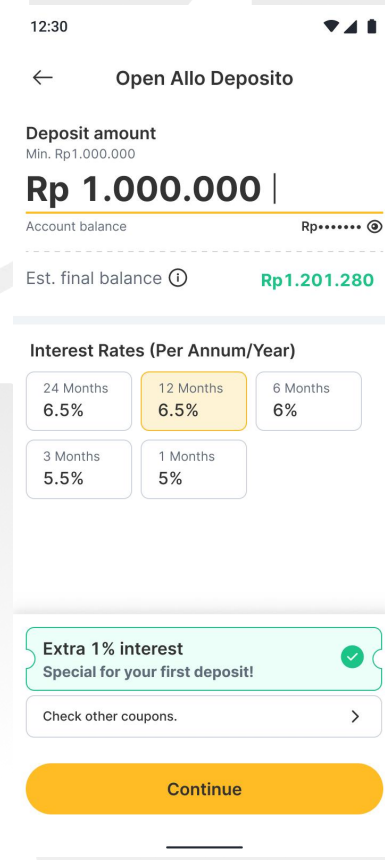 12:30
Open Allo Deposito
Deposit amount
Min. Rp1.000.000
Rp 1.000.000
Account balance Rp•••••••
Est. final balance Rp1.201.280
Interest Rates (Per Annum/Year)
24 Months 12 Months 6 Months
6.5% 6.5% 6%
3 Months 1 Months
5.5% 5%
Extra 1% interest
Special for your first deposit!
Check other coupons.
Continue